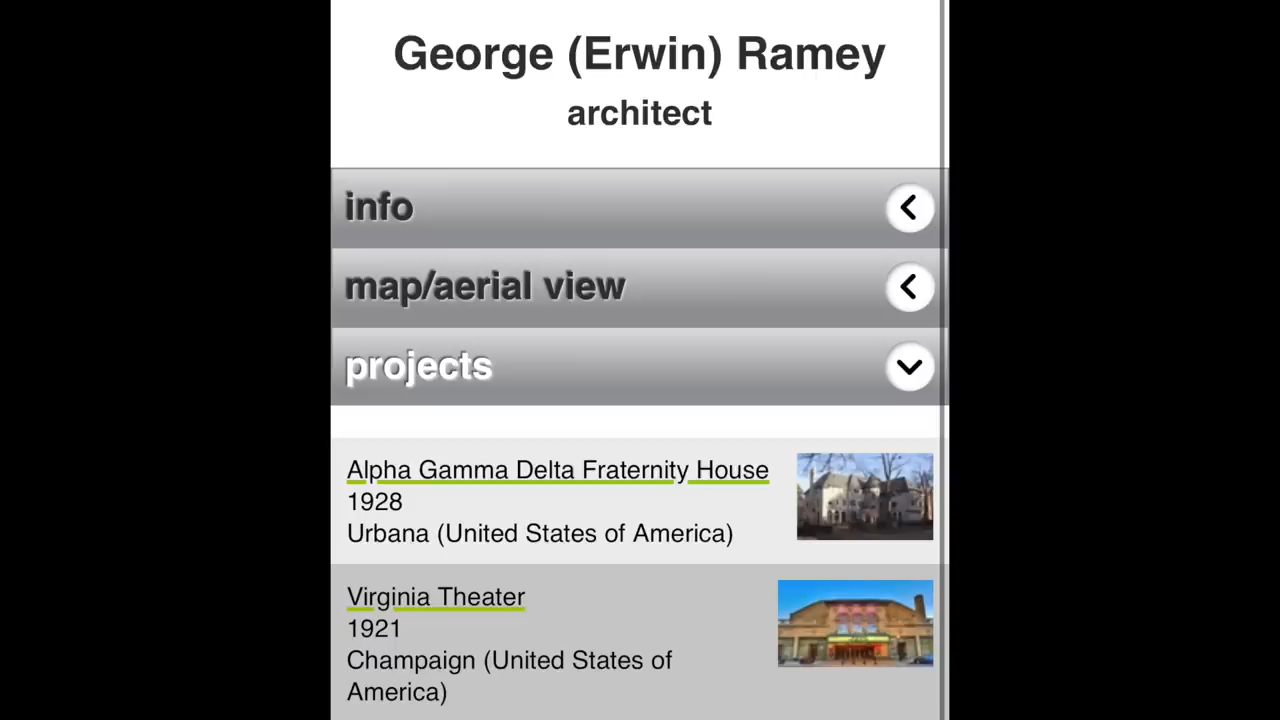 George (Erwin) Ramey
architect
info
map/aerial view
projects
Alpha Gamma Delta Fraternity House
1928
Urbana (United States of America)
Virginia Theater
1921
Champaign (United States of
America)